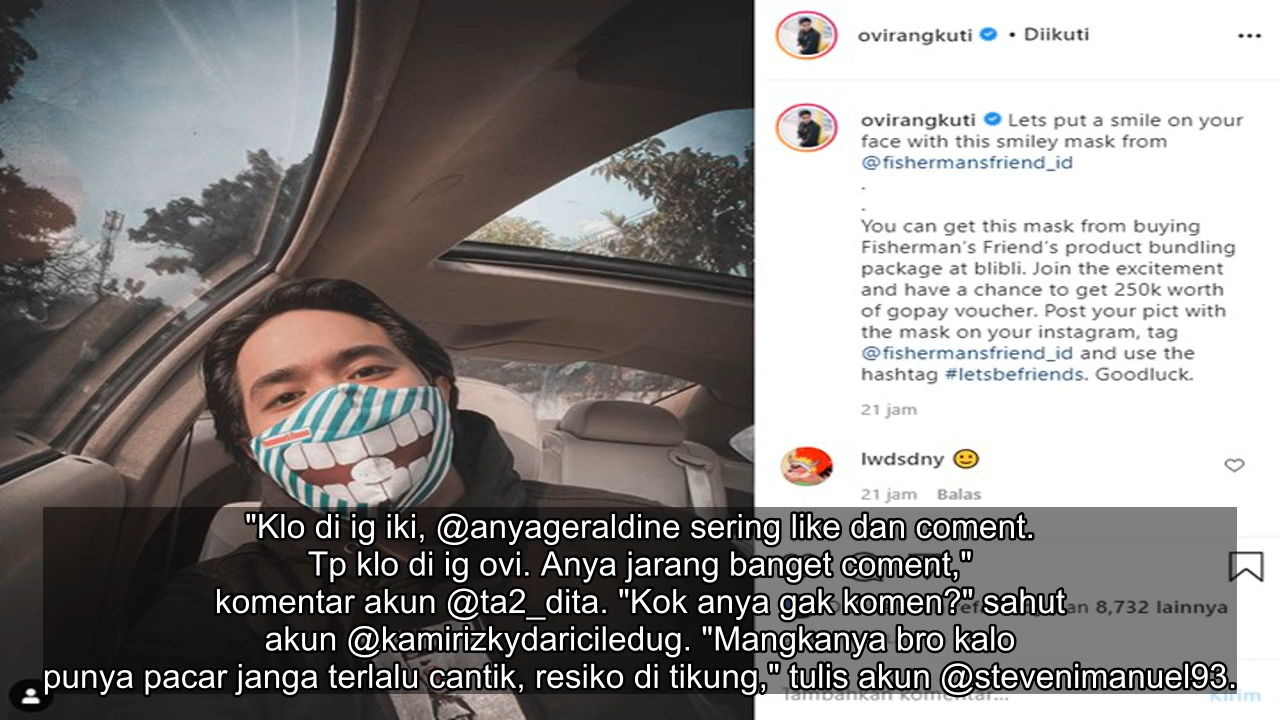 ovirangkuti • Diikuti
ovirangkuti Lets put a smile on your
face with this smiley mask from
@fishermansfriend_id
.
.
You can get this mask from buying
Fisherman's Friend's product bundling
package at blibli. Join the excitement
and have a chance to get 250k worth
of gopay voucher. Post your pict with
the mask on your instagram, tag
@fishermansfriend_id and use the
hashtag #letsbefriends. Goodluck.
21 jam
lwdsdny 🙂
21 jam Balas
"Klo di ig iki, @anyageraldine sering like dan coment.
Tp klo di ig ovi. Anya jarang banget coment,"
komentar akun @ta2_dita. "Kok anya gak komen?" sahut
akun @kamirizkydariciledug. "Mangkanya bro kalo
punya pacar janga terlalu cantik, resiko di tikung," tulis akun @stevenimanuel93.
8,732 lainnya
Tambahkan komentar... Kirim